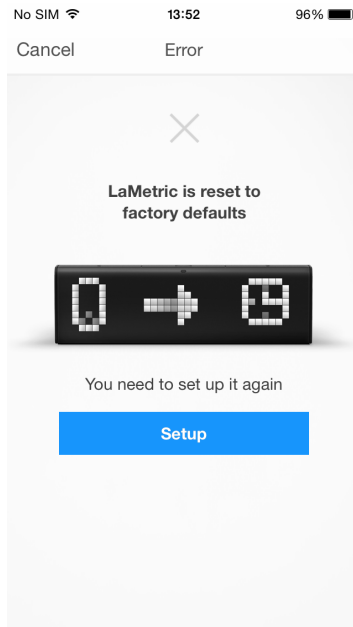 No SIM 13:52 96%
Cancel Error
LaMetric is reset to
factory defaults
You need to set up it again
Setup